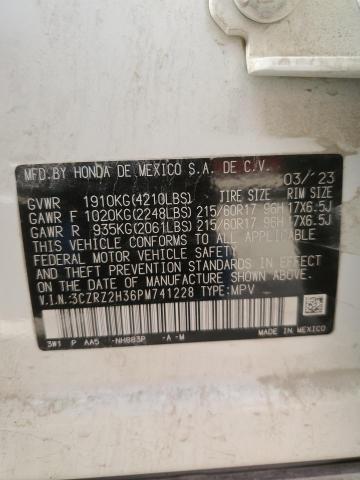 MFD.BY HONDA DE MEXICO S.A. DE C.V.
03/'23
GVWR 1910KG(4210LBS) TIRE SIZE RIM SIZE
GAWR F 1020KG(2248LBS) 215/60R17 96H 17X6.5J
GAWR R 935KG(2061LBS) 215/60R17 96H 17X6.5J
THIS VEHICLE CONFORMS TO ALL APPLICABLE
FEDERAL MOTOR VEHICLE SAFETY, BUMPER,
AND THEFT PREVENTION STANDARDS IN EFFECT ON THE
DATE OF MANUFACTURE SHOWN ABOVE.
V.I.N:3CZRZ2H36PM741228 TYPE:MPV
3W1 P AA5 -NH883P -A -M
MADE IN MEXICO